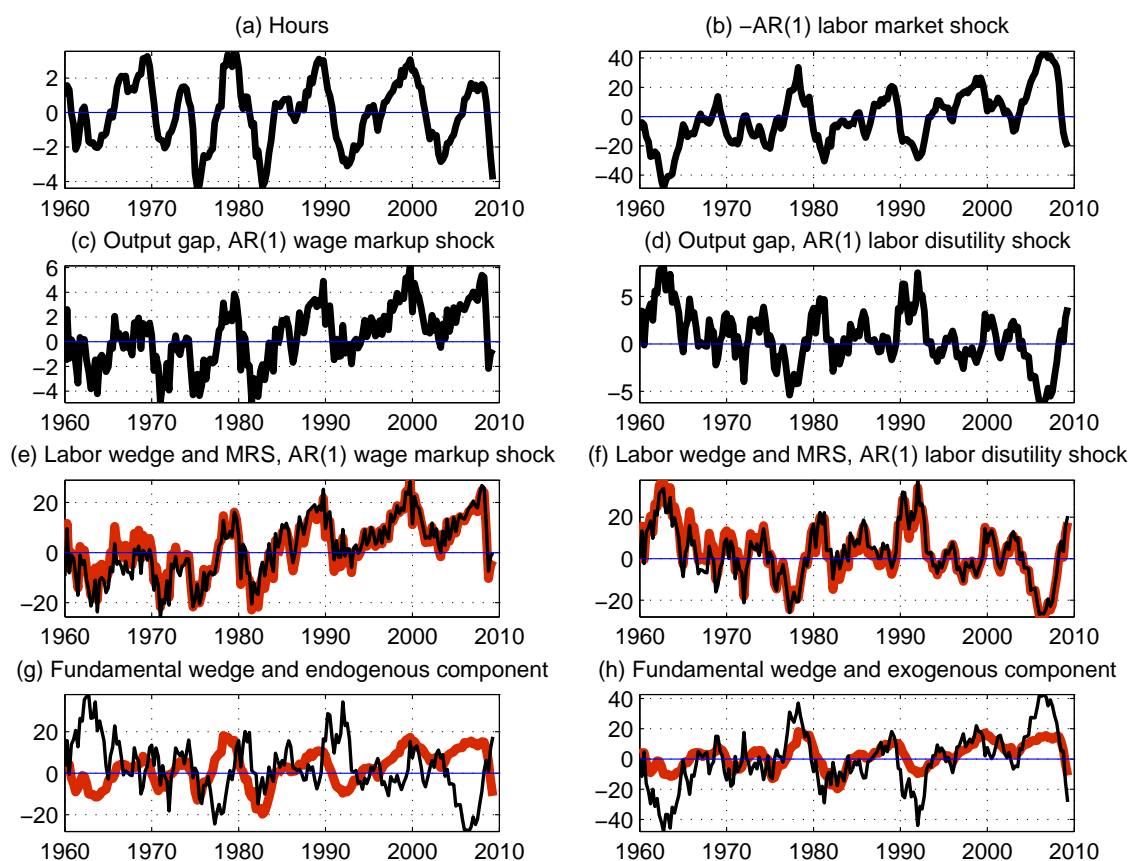 (a) Hours
2
0
−2
−4
1960 1970 1980 1990 2000 2010
(b) −AR(1) labor market shock
40
20
0
−20
−40
1960 1970 1980 1990 2000 2010
(c) Output gap, AR(1) wage markup shock
6
4
2
0
−2
−4
1960 1970 1980 1990 2000 2010
(d) Output gap, AR(1) labor disutility shock
5
0
−5
1960 1970 1980 1990 2000 2010
(e) Labor wedge and MRS, AR(1) wage markup shock
20
0
−20
1960 1970 1980 1990 2000 2010
(f) Labor wedge and MRS, AR(1) labor disutility shock
20
0
−20
1960 1970 1980 1990 2000 2010
(g) Fundamental wedge and endogenous component
20
0
−20
1960 1970 1980 1990 2000 2010
(h) Fundamental wedge and exogenous component
40
20
0
−20
−40
1960 1970 1980 1990 2000 2010